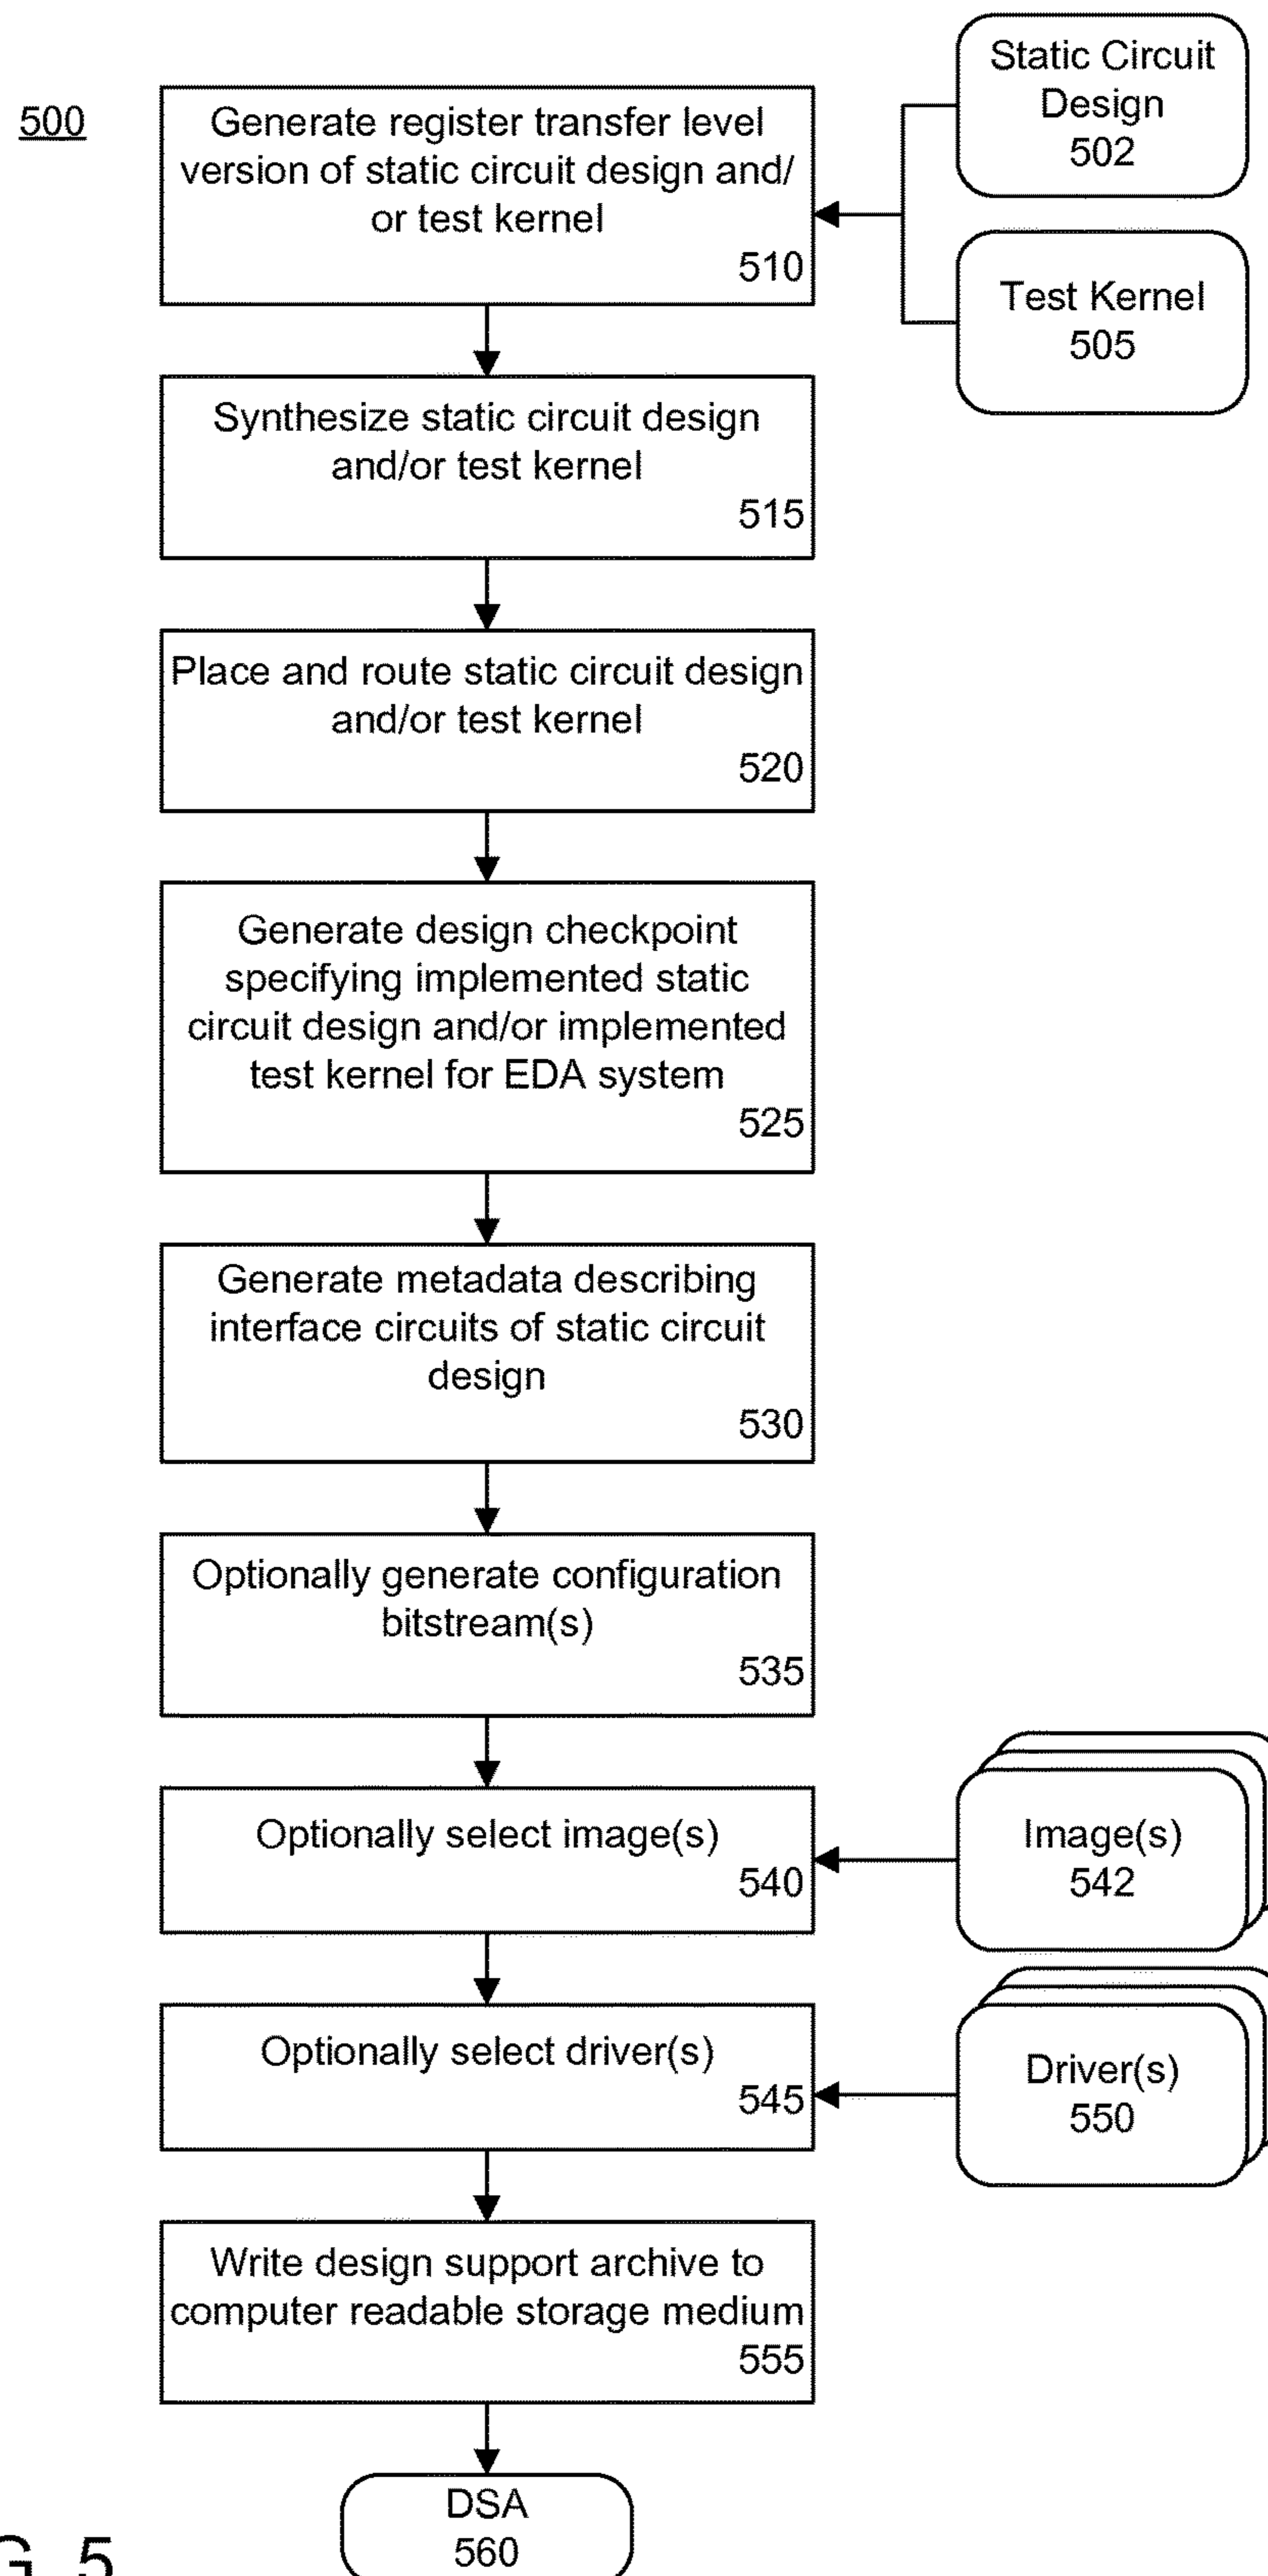 500
Generate register transfer level
version of static circuit design and/
or test kernel
510
Static Circuit
Design
502
Test Kernel
505
Synthesize static circuit design
and/or test kernel
515
Place and route static circuit design
and/or test kernel
520
Generate design checkpoint
specifying implemented static
circuit design and/or implemented
test kernel for EDA system
525
Generate metadata describing
interface circuits of static circuit
design
530
Optionally generate configuration
bitstream(s)
535
Optionally select image(s)
540
Image(s)
542
Optionally select driver(s)
545
Driver(s)
550
Write design support archive to
computer readable storage medium
555
DSA
560
G. 5